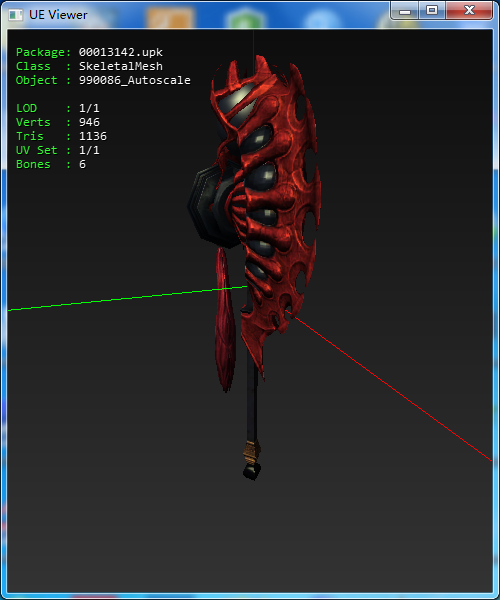 UE Viewer
Package: 00013142.upk
Class : SkeletalMesh
Object : 990086_Autoscale
LOD : 1/1
Verts : 946
Tris : 1136
UV Set : 1/1
Bones : 6